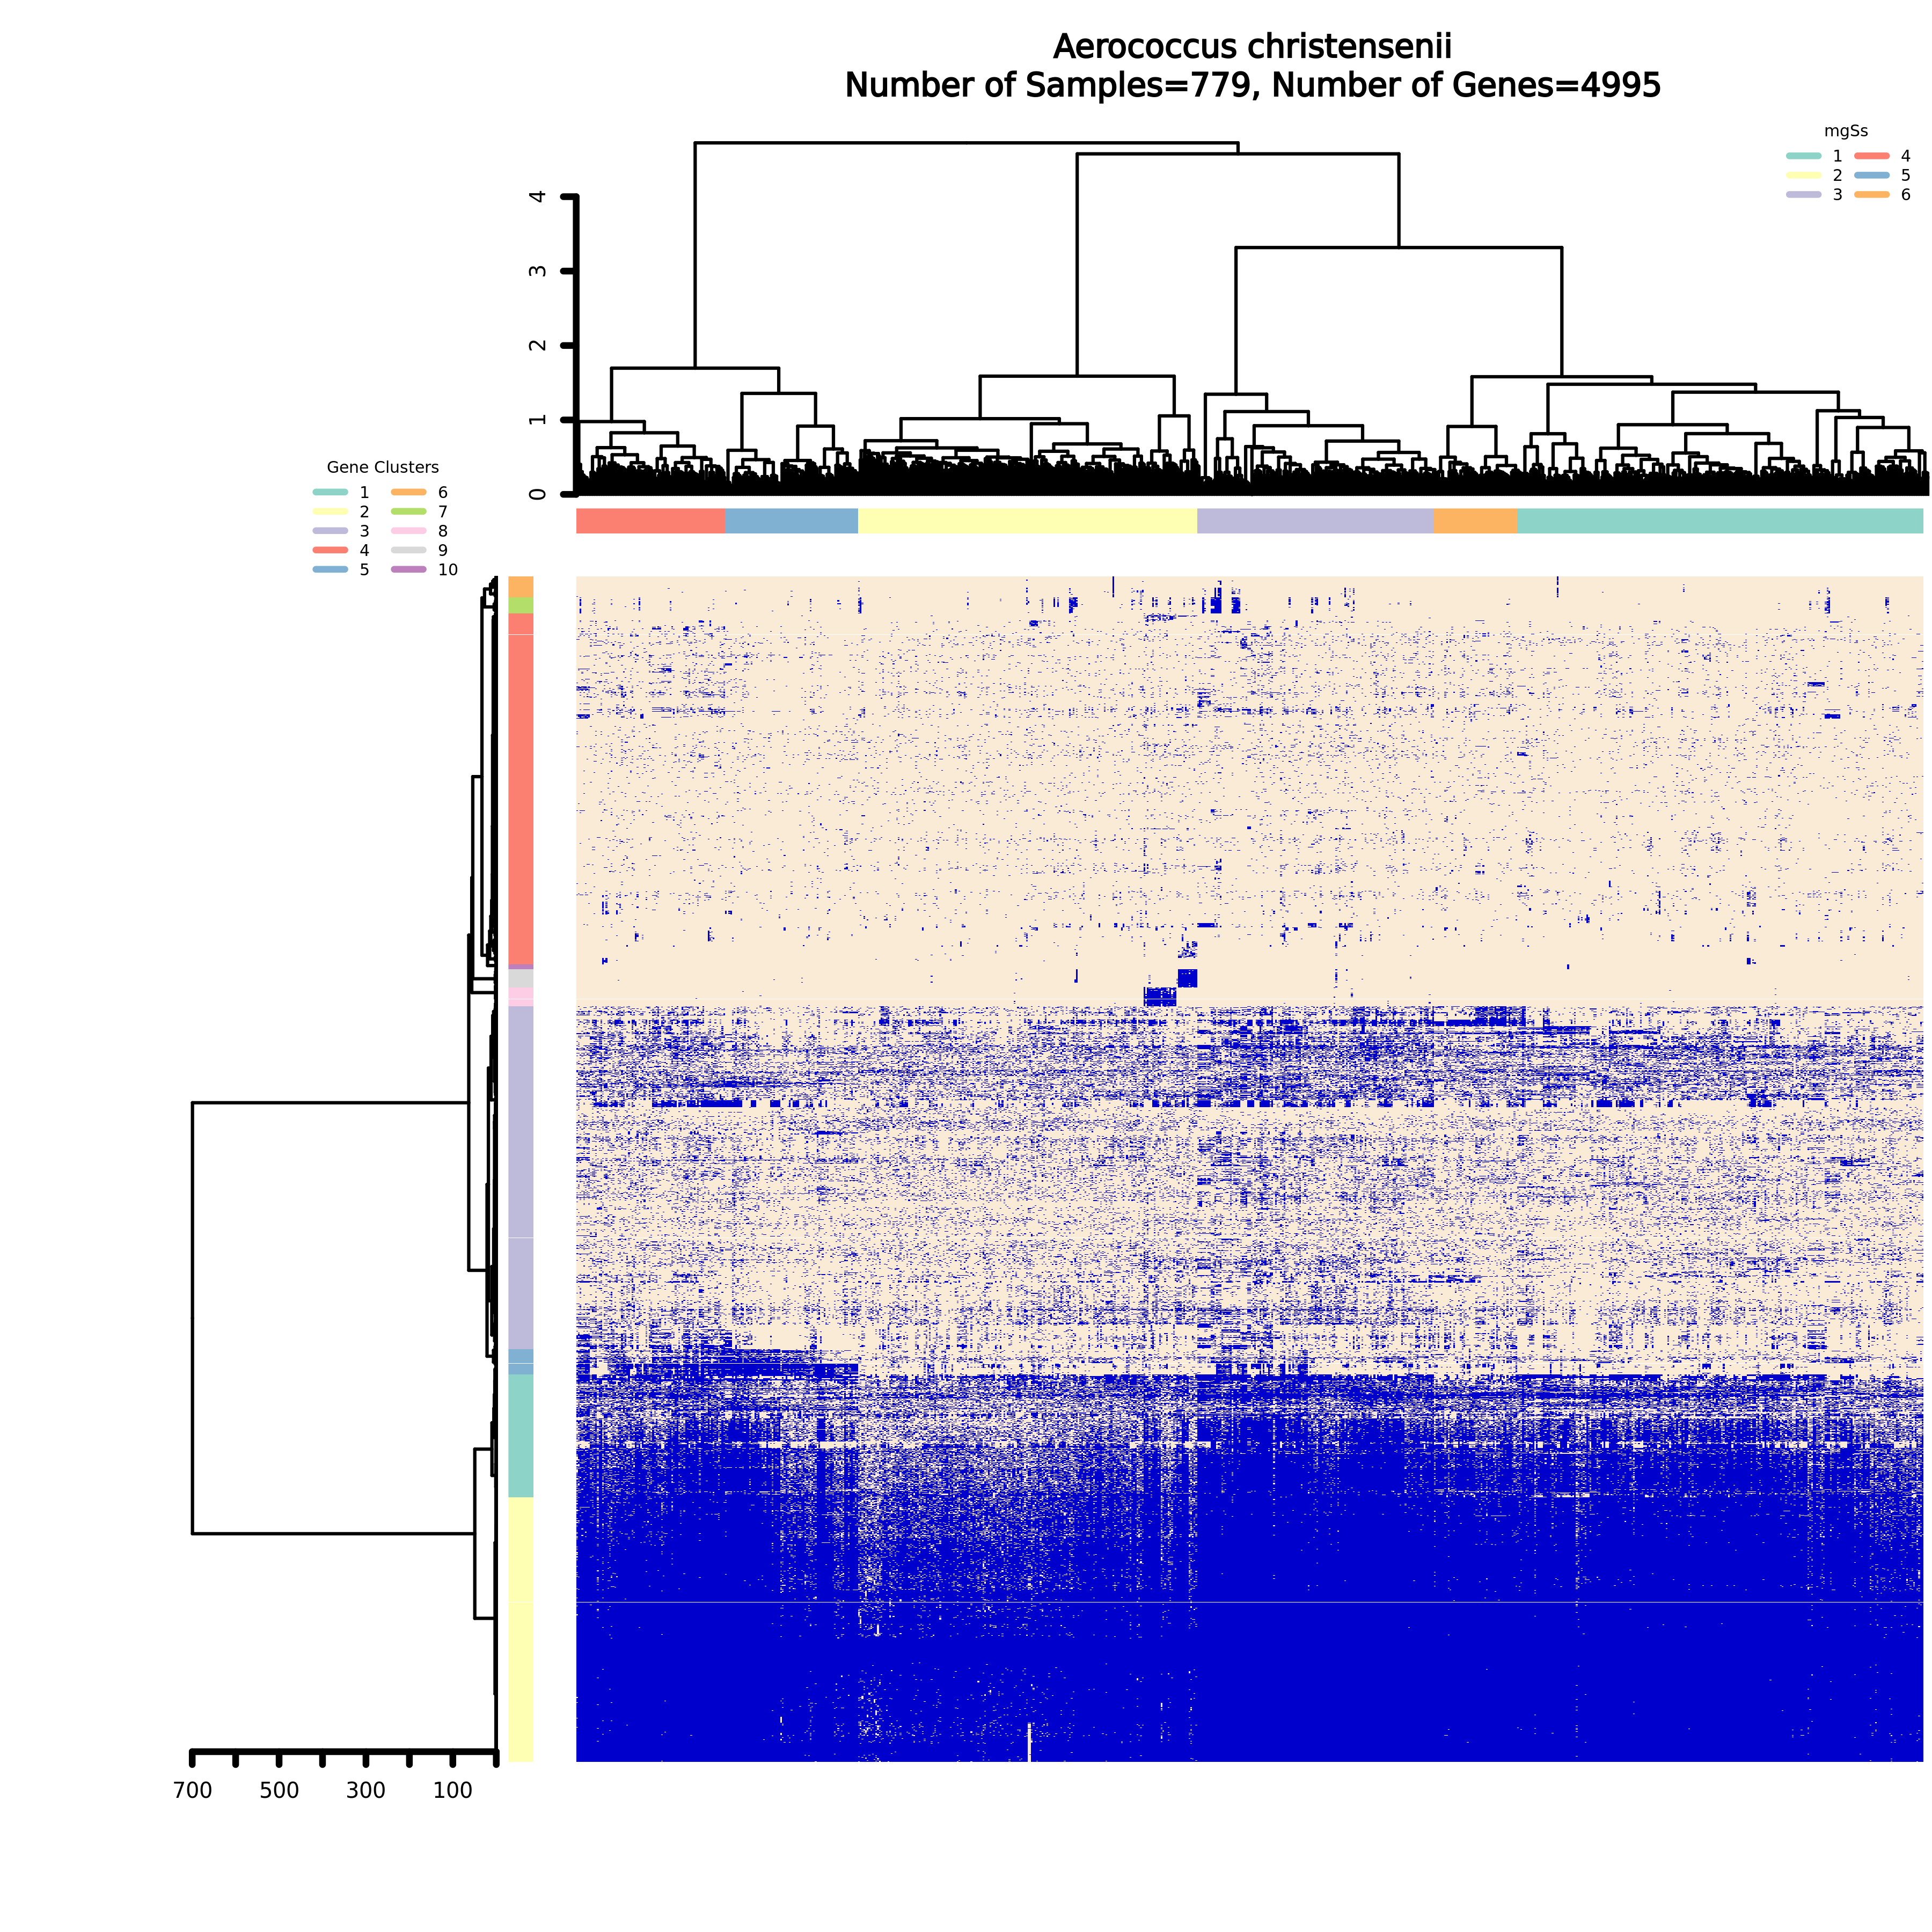 Aerococcus christensenii
Number of Samples=779, Number of Genes=4995
mgSs
1 4
2 5
3 6
4
3
2
1
0
Gene Clusters
1 6
2 7
3 8
4 9
5 10
700 500 300 100